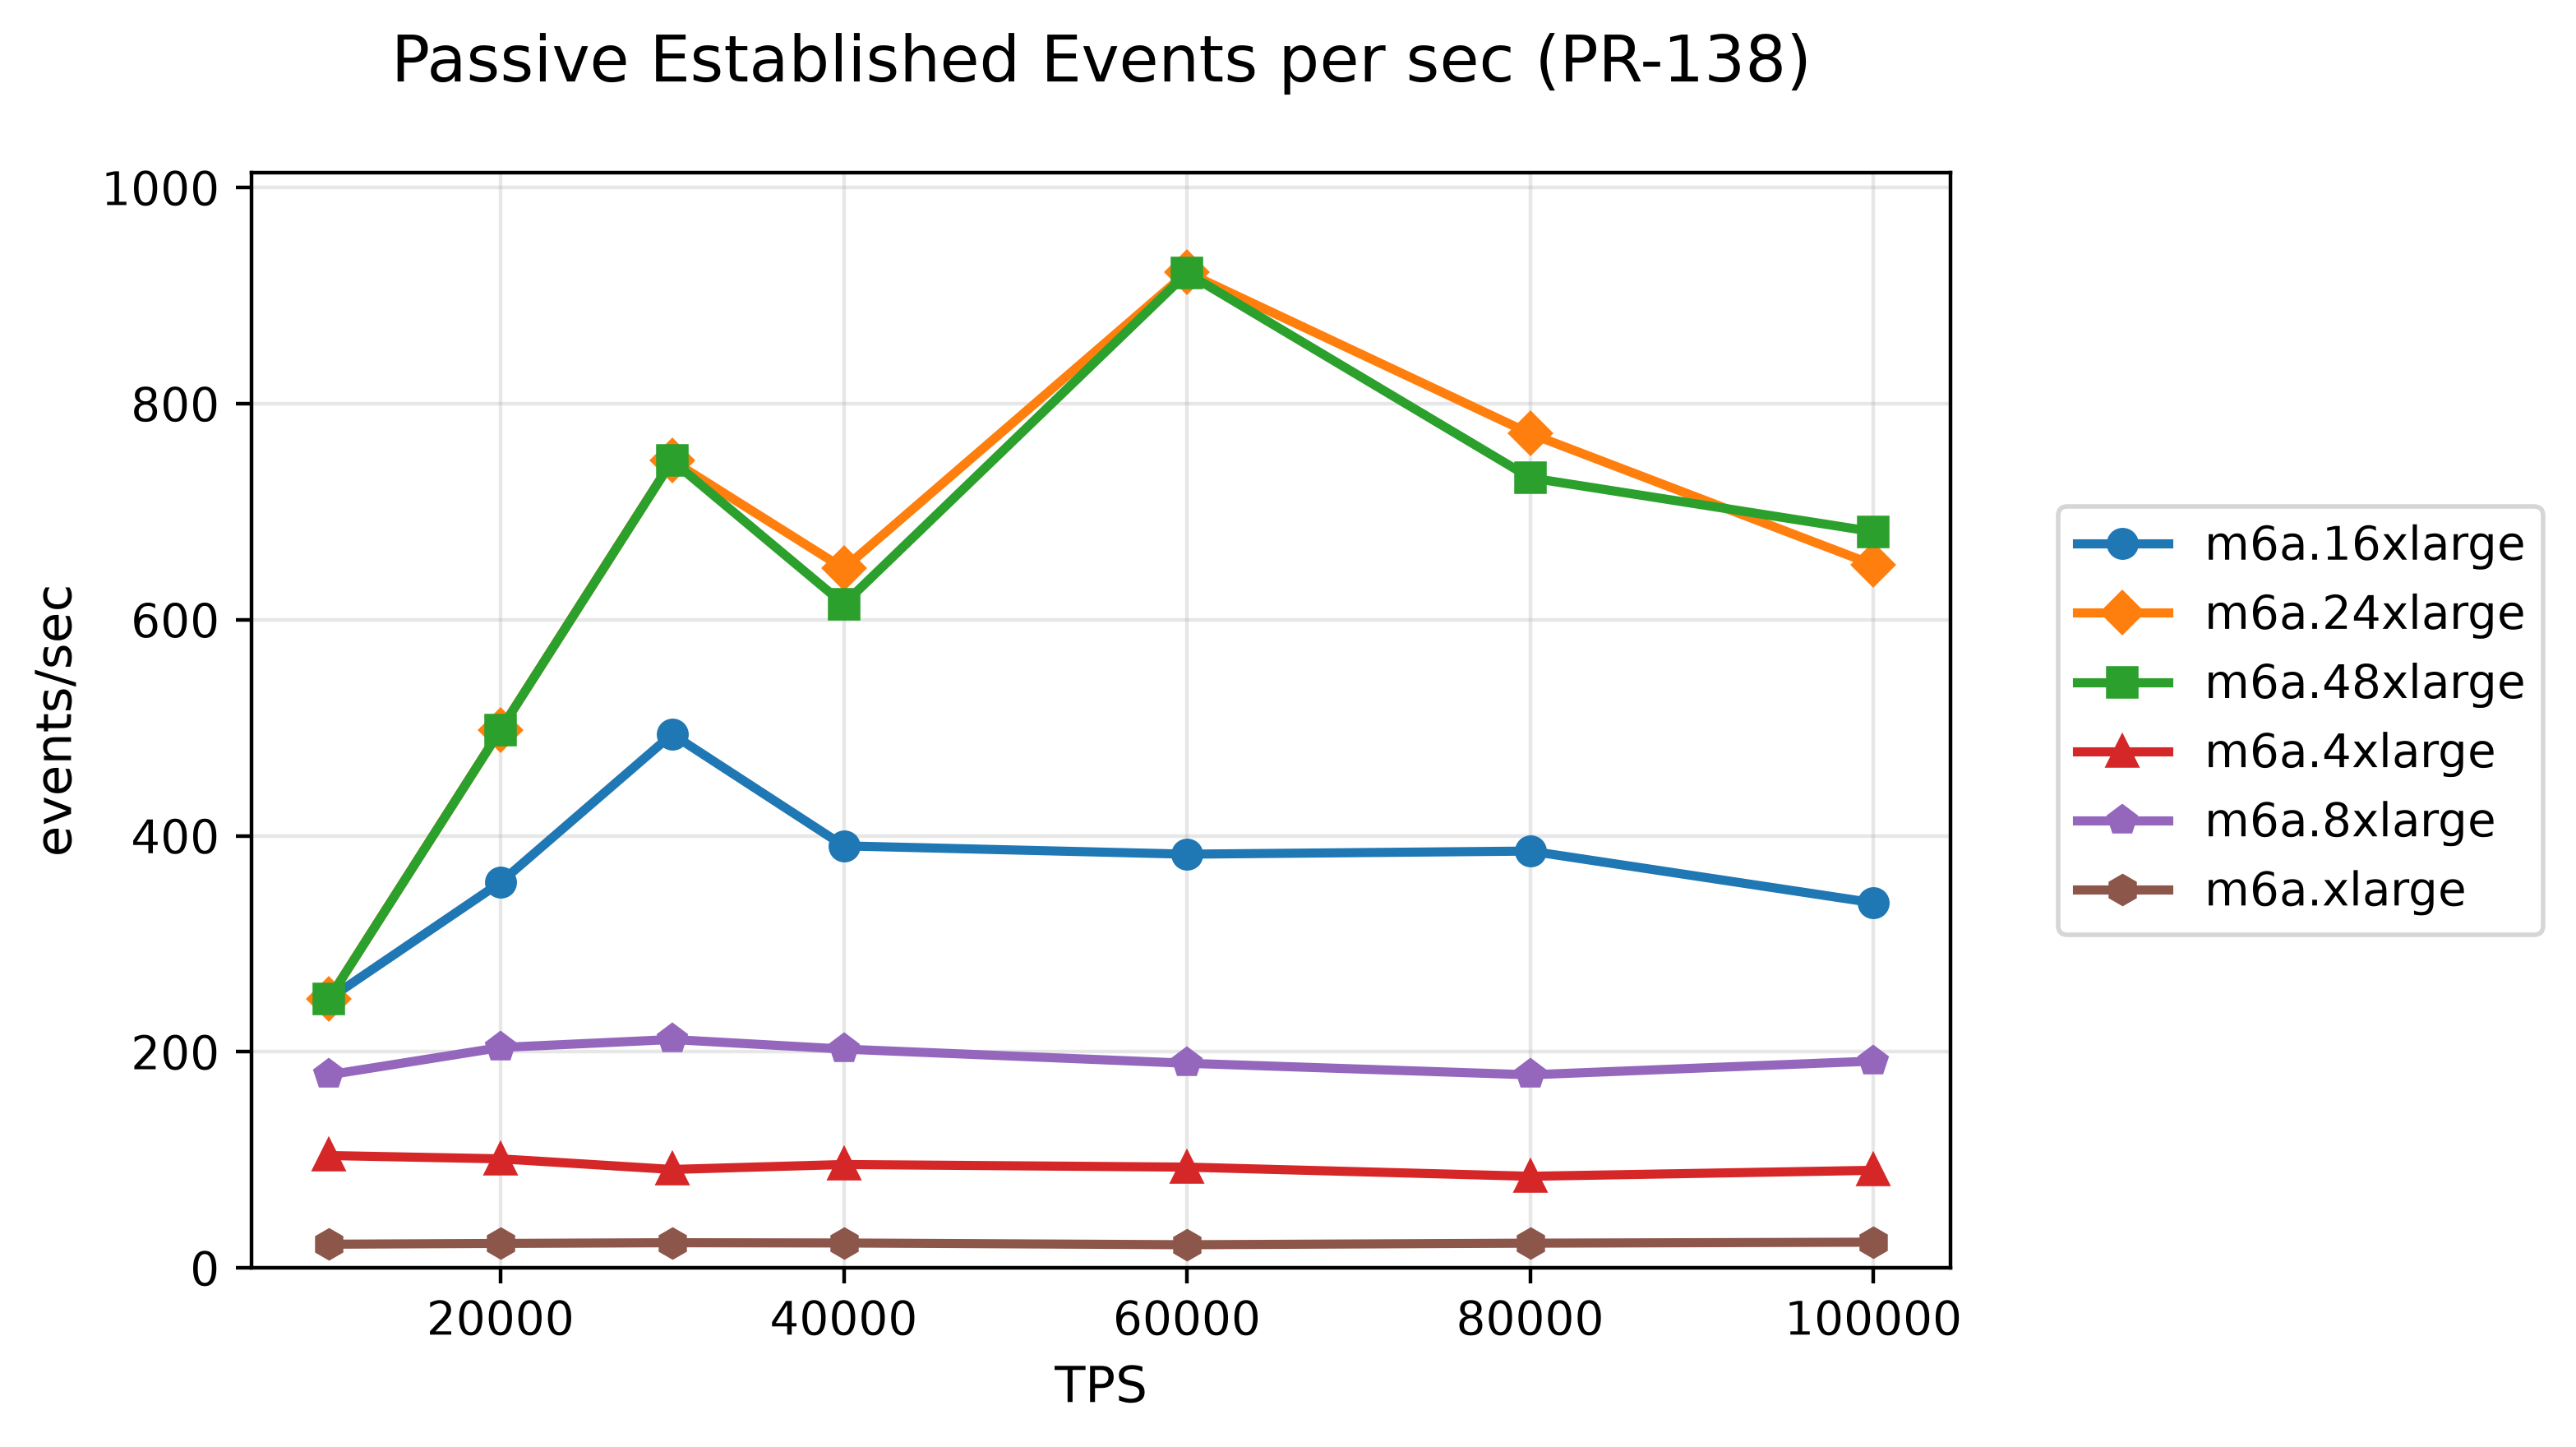 Passive Established Events per sec (PR-138)
1000
800
600
400
200
0
events/sec
20000 40000 60000 80000 100000
TPS
m6a.16xlarge
m6a.24xlarge
m6a.48xlarge
m6a.4xlarge
m6a.8xlarge
m6a.xlarge